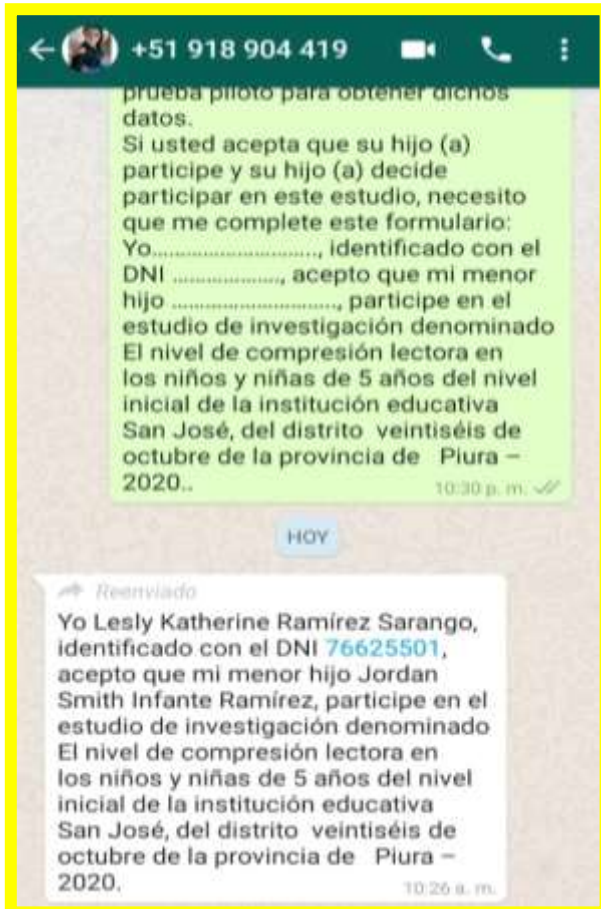 +51 918 904 419
prueba piloto para obtener dichos
datos.
Si usted acepta que su hijo (a)
participe y su hijo (a) decide
participar en este estudio, necesito
que me complete este formulario:
Yo............................., identificado con el
DNI ..................., acepto que mi menor
hijo ............................., participe en el
estudio de investigación denominado
El nivel de compresión lectora en
los niños y niñas de 5 años del nivel
inicial de la institución educativa
San José, del distrito veintiséis de
octubre de la provincia de Piura –
2020..
10:30 p. m.
HOY
Reenviado
Yo Lesly Katherine Ramírez Sarango,
identificado con el DNI 76625501,
acepto que mi menor hijo Jordan
Smith Infante Ramírez, participe en el
estudio de investigación denominado
El nivel de compresión lectora en
los niños y niñas de 5 años del nivel
inicial de la institución educativa
San José, del distrito veintiséis de
octubre de la provincia de Piura –
2020.
10:26 a. m.